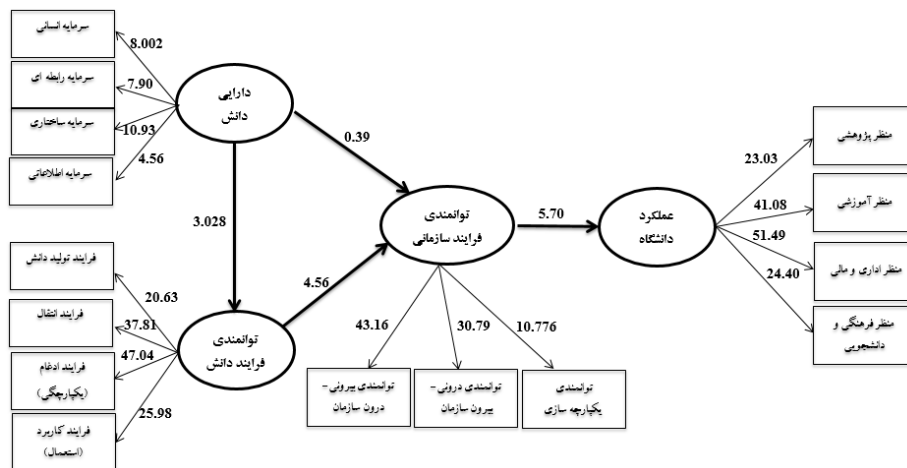 سرمایه انسانی
8.002
سرمایه رابطه ای
7.90
سرمایه ساختاری
10.93
سرمایه اطلاعاتی
4.56
دارایی
دانش
0.39
3.028
توانمندی
فرایند سازمانی
5.70
عملکرد
دانشگاه
منظر پژوهشی
23.03
منظر آموزشی
41.08
منظر اداری و مالی
51.49
منظر فرهنگی و
دانشجویی
24.40
فرایند تولید دانش
20.63
فرایند انتقال
37.81
فرایند ادغام
(یکپارچگی)
47.04
فرایند کاربرد
(استعمال)
25.98
توانمندی
فرایند دانش
4.56
43.16
30.79
10.776
توانمندی بیرونی-
درون سازمان
توانمندی درونی-
بیرون سازمان
توانمندی
یکپارچه سازی